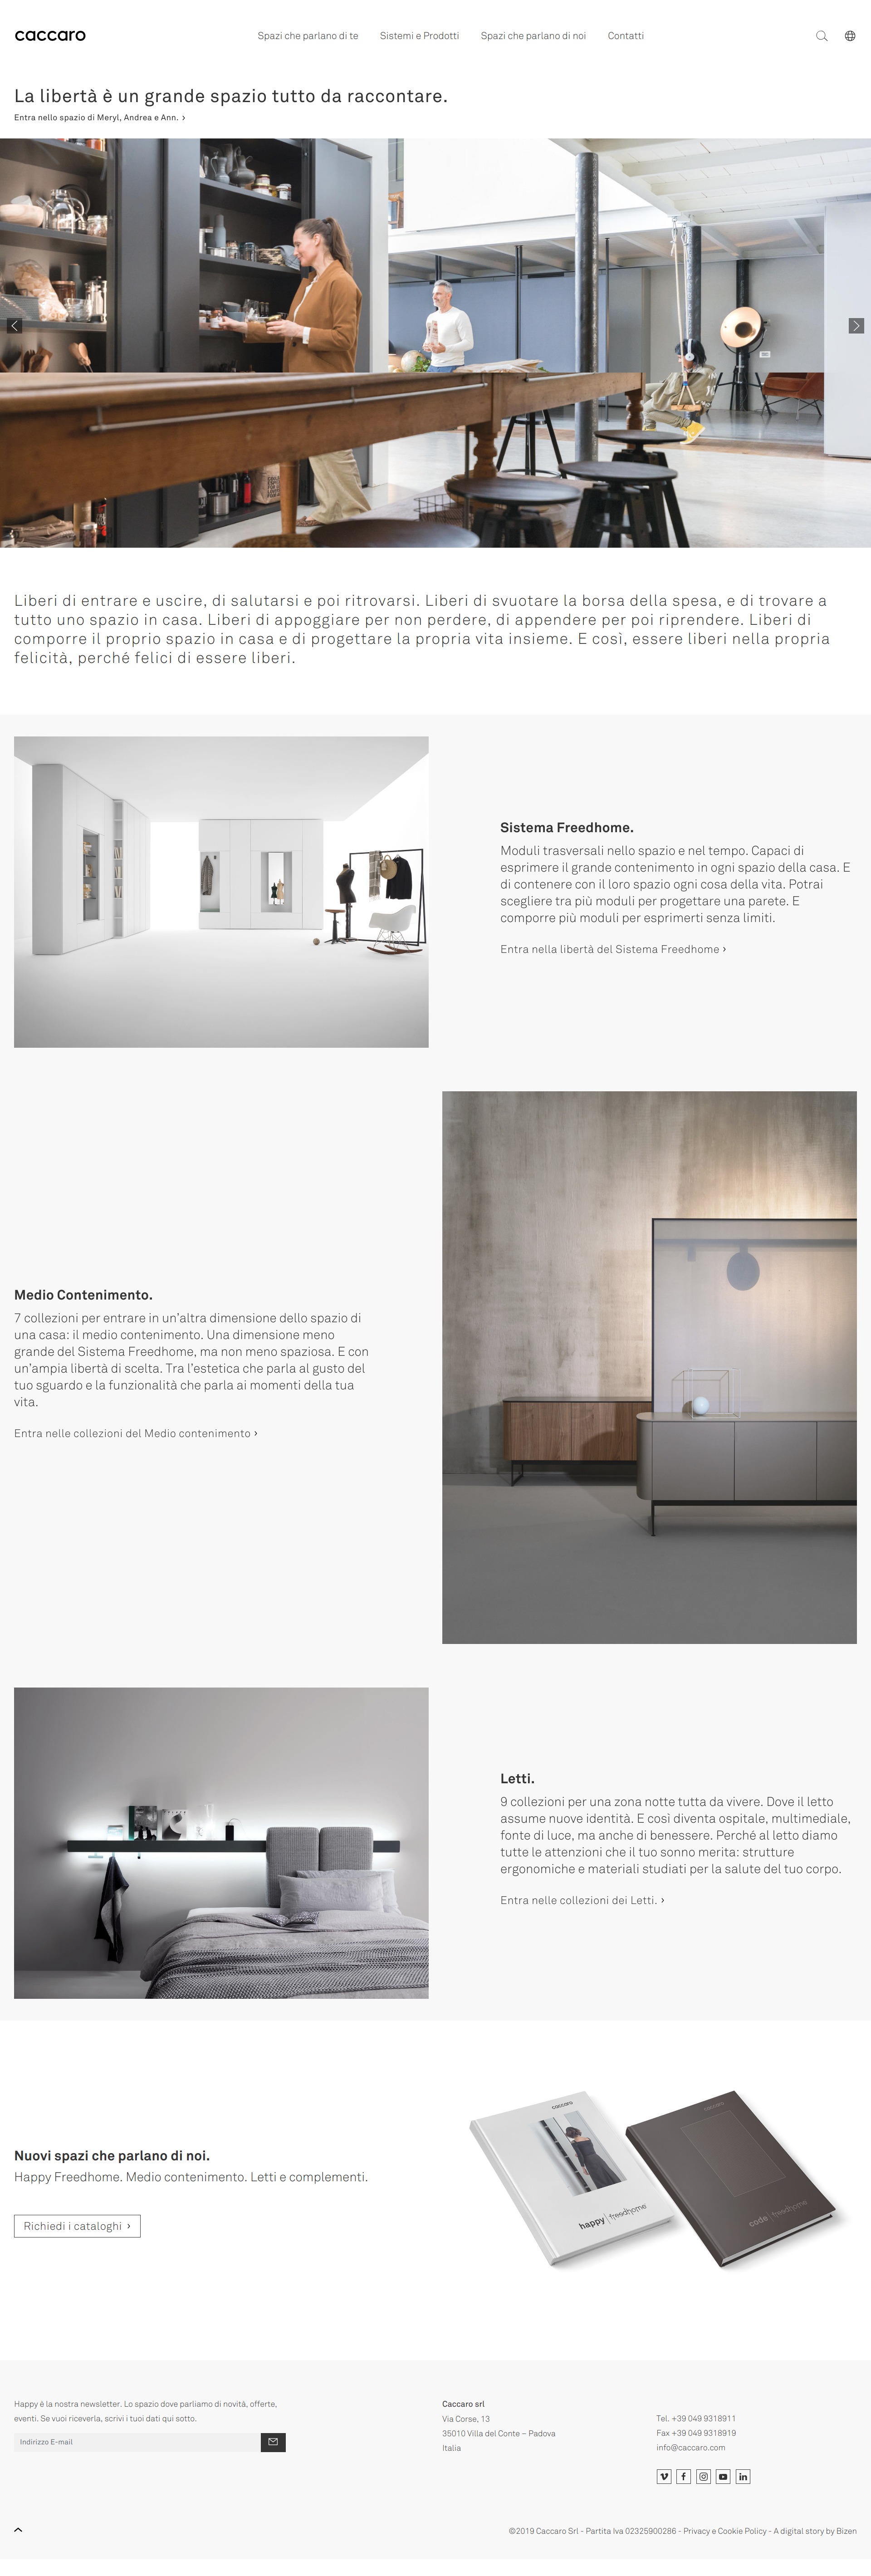 caccaro
Spazi che parlano di te
Sistemi e Prodotti
Spazi che parlano di noi
Contatti
La libertà è un grande spazio tutto da raccontare.
Entra nello spazio di Meryl, Andrea e Ann. ›
Liberi di entrare e uscire, di salutarsi e poi ritrovarsi. Liberi di svuotare la borsa della spesa, e di trovare a
tutto uno spazio in casa. Liberi di appoggiare per non perdere, di appendere per poi riprendere. Liberi di
comporre il proprio spazio in casa e di progettare la propria vita insieme. E così, essere liberi nella propria
felicità, perché felici di essere liberi.
Sistema Freedhome.
Moduli trasversali nello spazio e nel tempo. Capaci di
esprimere il grande contenimento in ogni spazio della casa. E
di contenere con il loro spazio ogni cosa della vita. Potrai
scegliere tra più moduli per progettare una parete. E
comporre più moduli per esprimerti senza limiti.
Entra nella libertà del Sistema Freedhome ›
Medio Contenimento.
7 collezioni per entrare in un’altra dimensione dello spazio di
una casa: il medio contenimento. Una dimensione meno
grande del Sistema Freedhome, ma non meno spaziosa. E con
un’ampia libertà di scelta. Tra l’estetica che parla al gusto del
tuo sguardo e la funzionalità che parla ai momenti della tua
vita.
Entra nelle collezioni del Medio contenimento ›
Letti.
9 collezioni per una zona notte tutta da vivere. Dove il letto
assume nuove identità. E così diventa ospitale, multimediale,
fonte di luce, ma anche di benessere. Perché al letto diamo
tutte le attenzioni che il tuo sonno merita: strutture
ergonomiche e materiali studiati per la salute del tuo corpo.
Entra nelle collezioni dei Letti. ›
caccaro
happy | freedhome
caccaro
code | freedhome
Nuovi spazi che parlano di noi.
Happy Freedhome. Medio contenimento. Letti e complementi.
Richiedi i cataloghi ›
Happy é la nostra newsletter. Lo spazio dove parliamo di novità, offerte,
eventi. Se vuoi riceverla, scrivi i tuoi dati qui sotto.
Indirizzo E-mail
Caccaro srl
Via Corse, 13
35010 Villa del Conte – Padova
Italia
Tel. +39 049 9318911
Fax +39 049 9318919
info@caccaro.com
©2019 Caccaro Srl - Partita Iva 02325900286 - Privacy e Cookie Policy - A digital story by Bizen